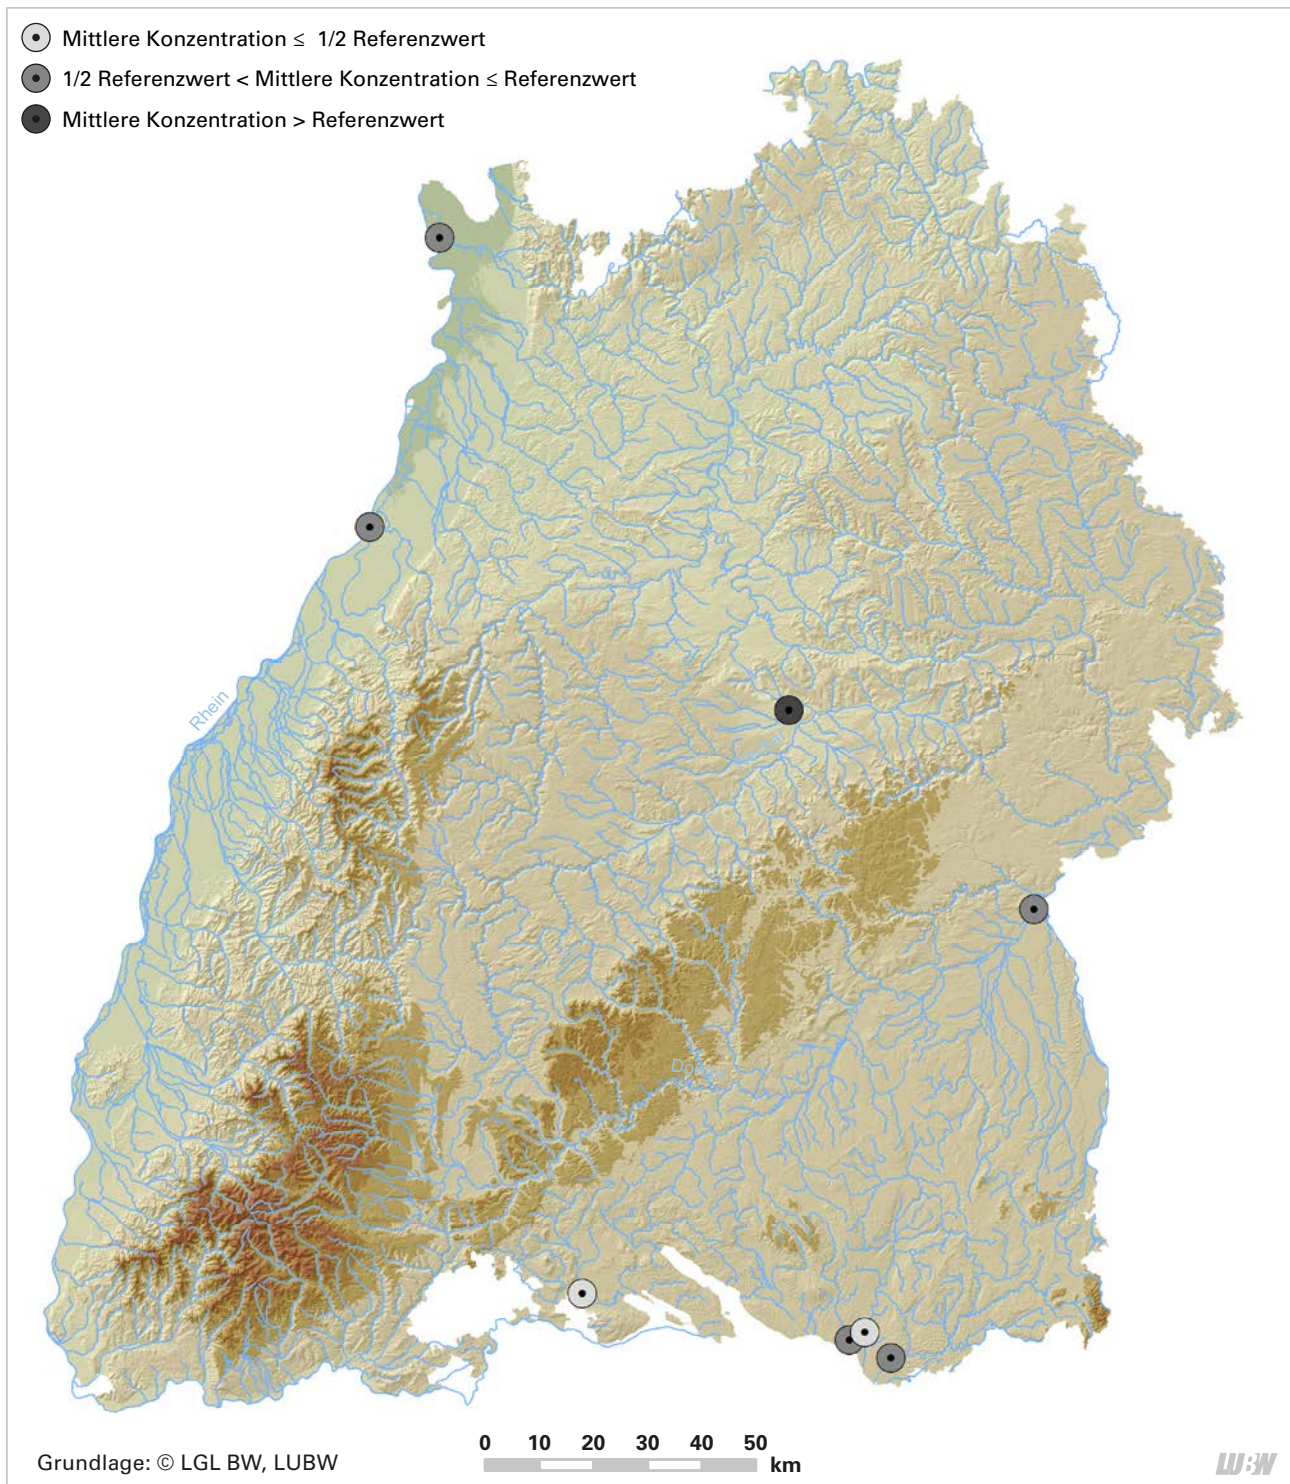 Mittlere Konzentration ≤ 1/2 Referenzwert
1/2 Referenzwert < Mittlere Konzentration ≤ Referenzwert
Mittlere Konzentration > Referenzwert
Rhein
Donau
0 10 20 30 40 50
km
Grundlage: © LGL BW, LUBW
LUBW